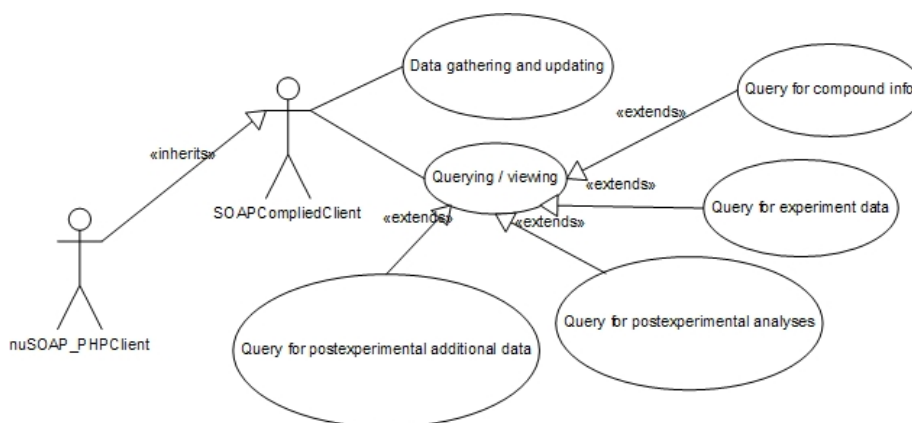 Data gathering and updating
Query for compound info
«extends»
«inherits»
Querying / viewing
«extends»
SOAPCompliedClient
«extends»
«extends»
Query for experiment data
Query for postexperimental analyses
nuSOAP_PHPClient
Query for postexperimental additional data